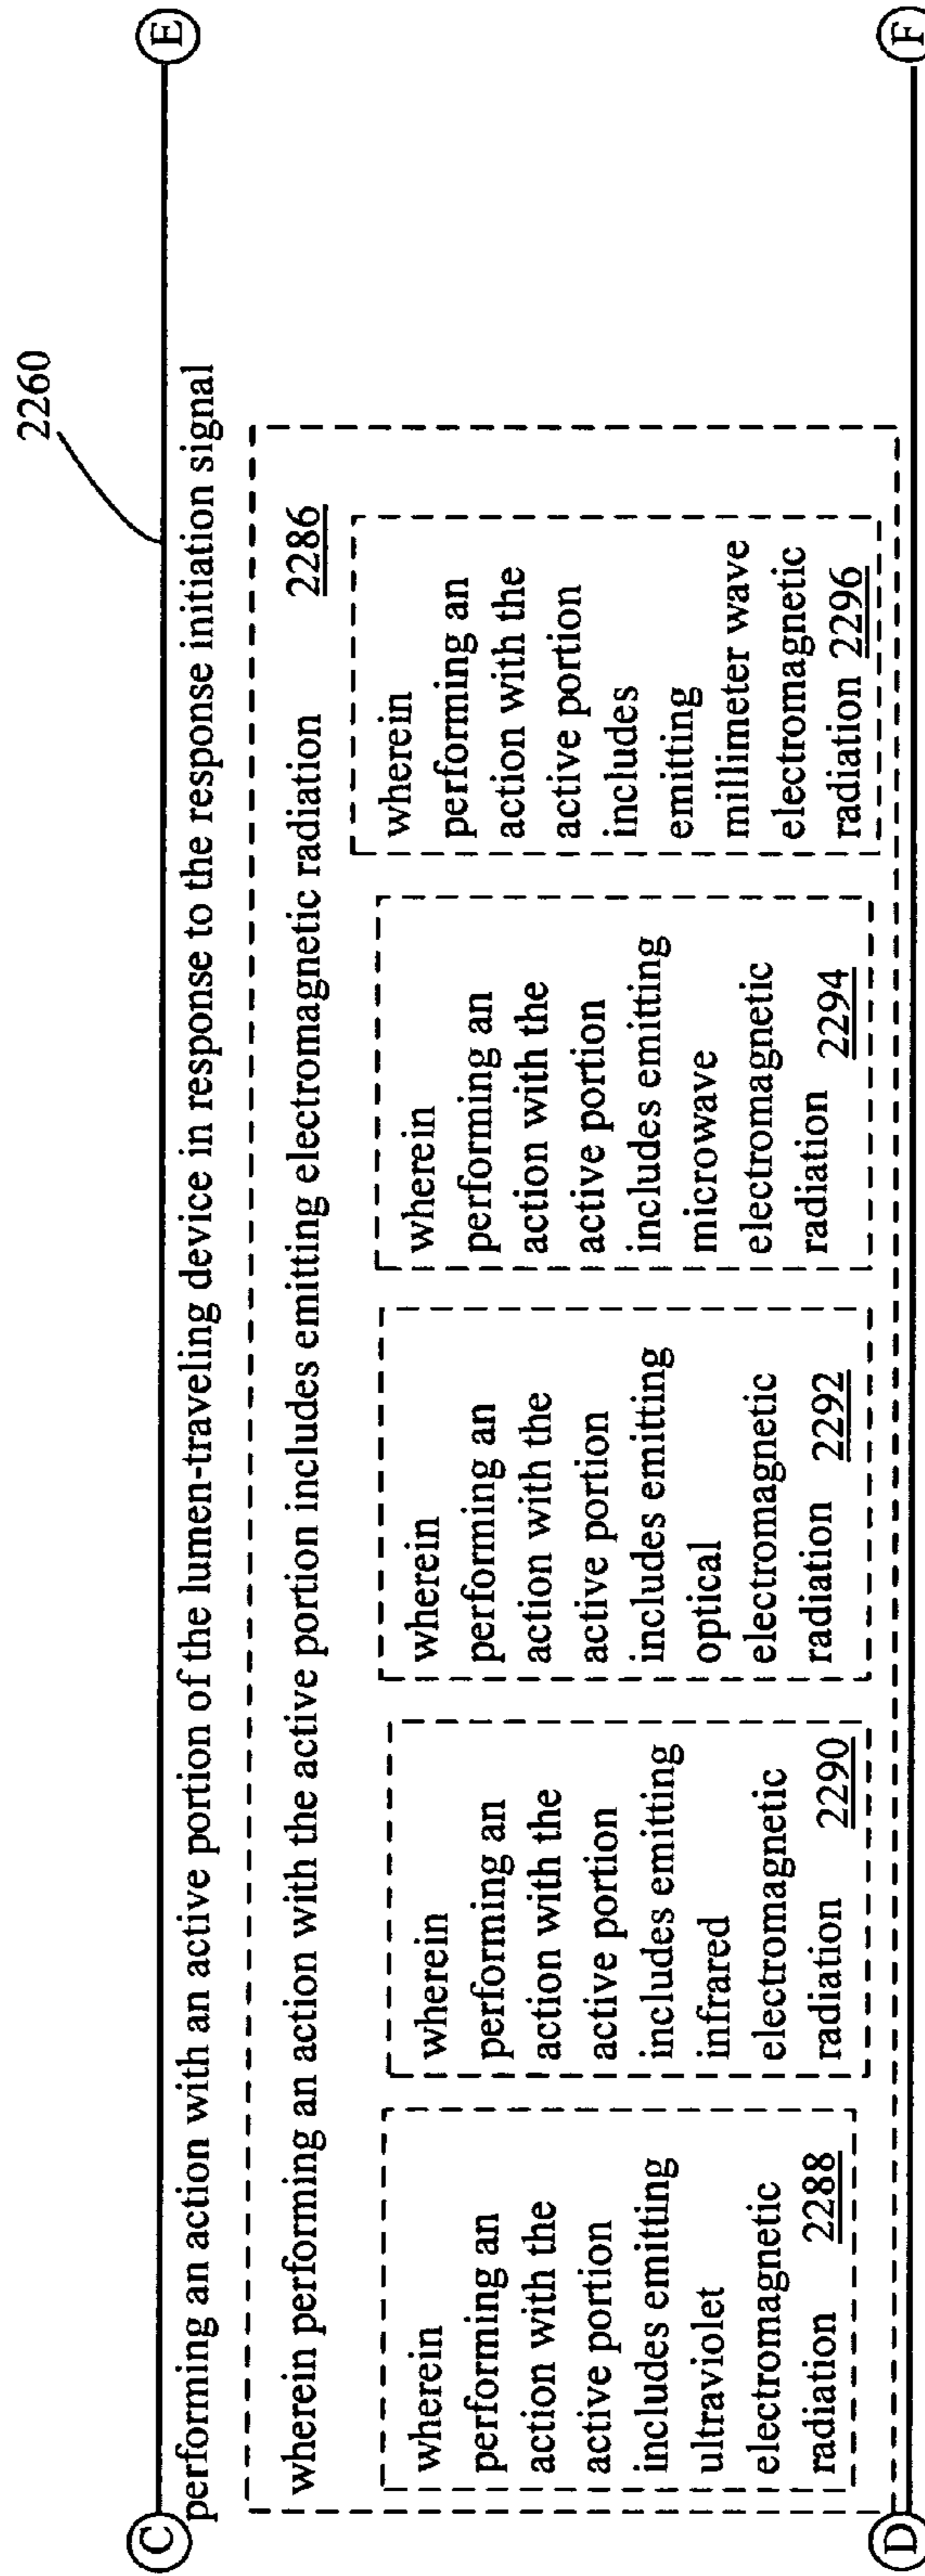 2260
C
E
performing an action with an active portion of the lumen-traveling device in response to the response initiation signal
wherein performing an action with the active portion includes emitting electromagnetic radiation 2286
wherein
performing an
action with the
active portion
includes emitting
ultraviolet
electromagnetic
radiation 2288
wherein
performing an
action with the
active portion
includes emitting
infrared
electromagnetic
radiation 2290
wherein
performing an
action with the
active portion
includes emitting
optical
electromagnetic
radiation 2292
wherein
performing an
action with the
active portion
includes emitting
microwave
electromagnetic
radiation 2294
wherein
performing an
action with the
active portion
includes
emitting
millimeter wave
electromagnetic
radiation 2296
D
F